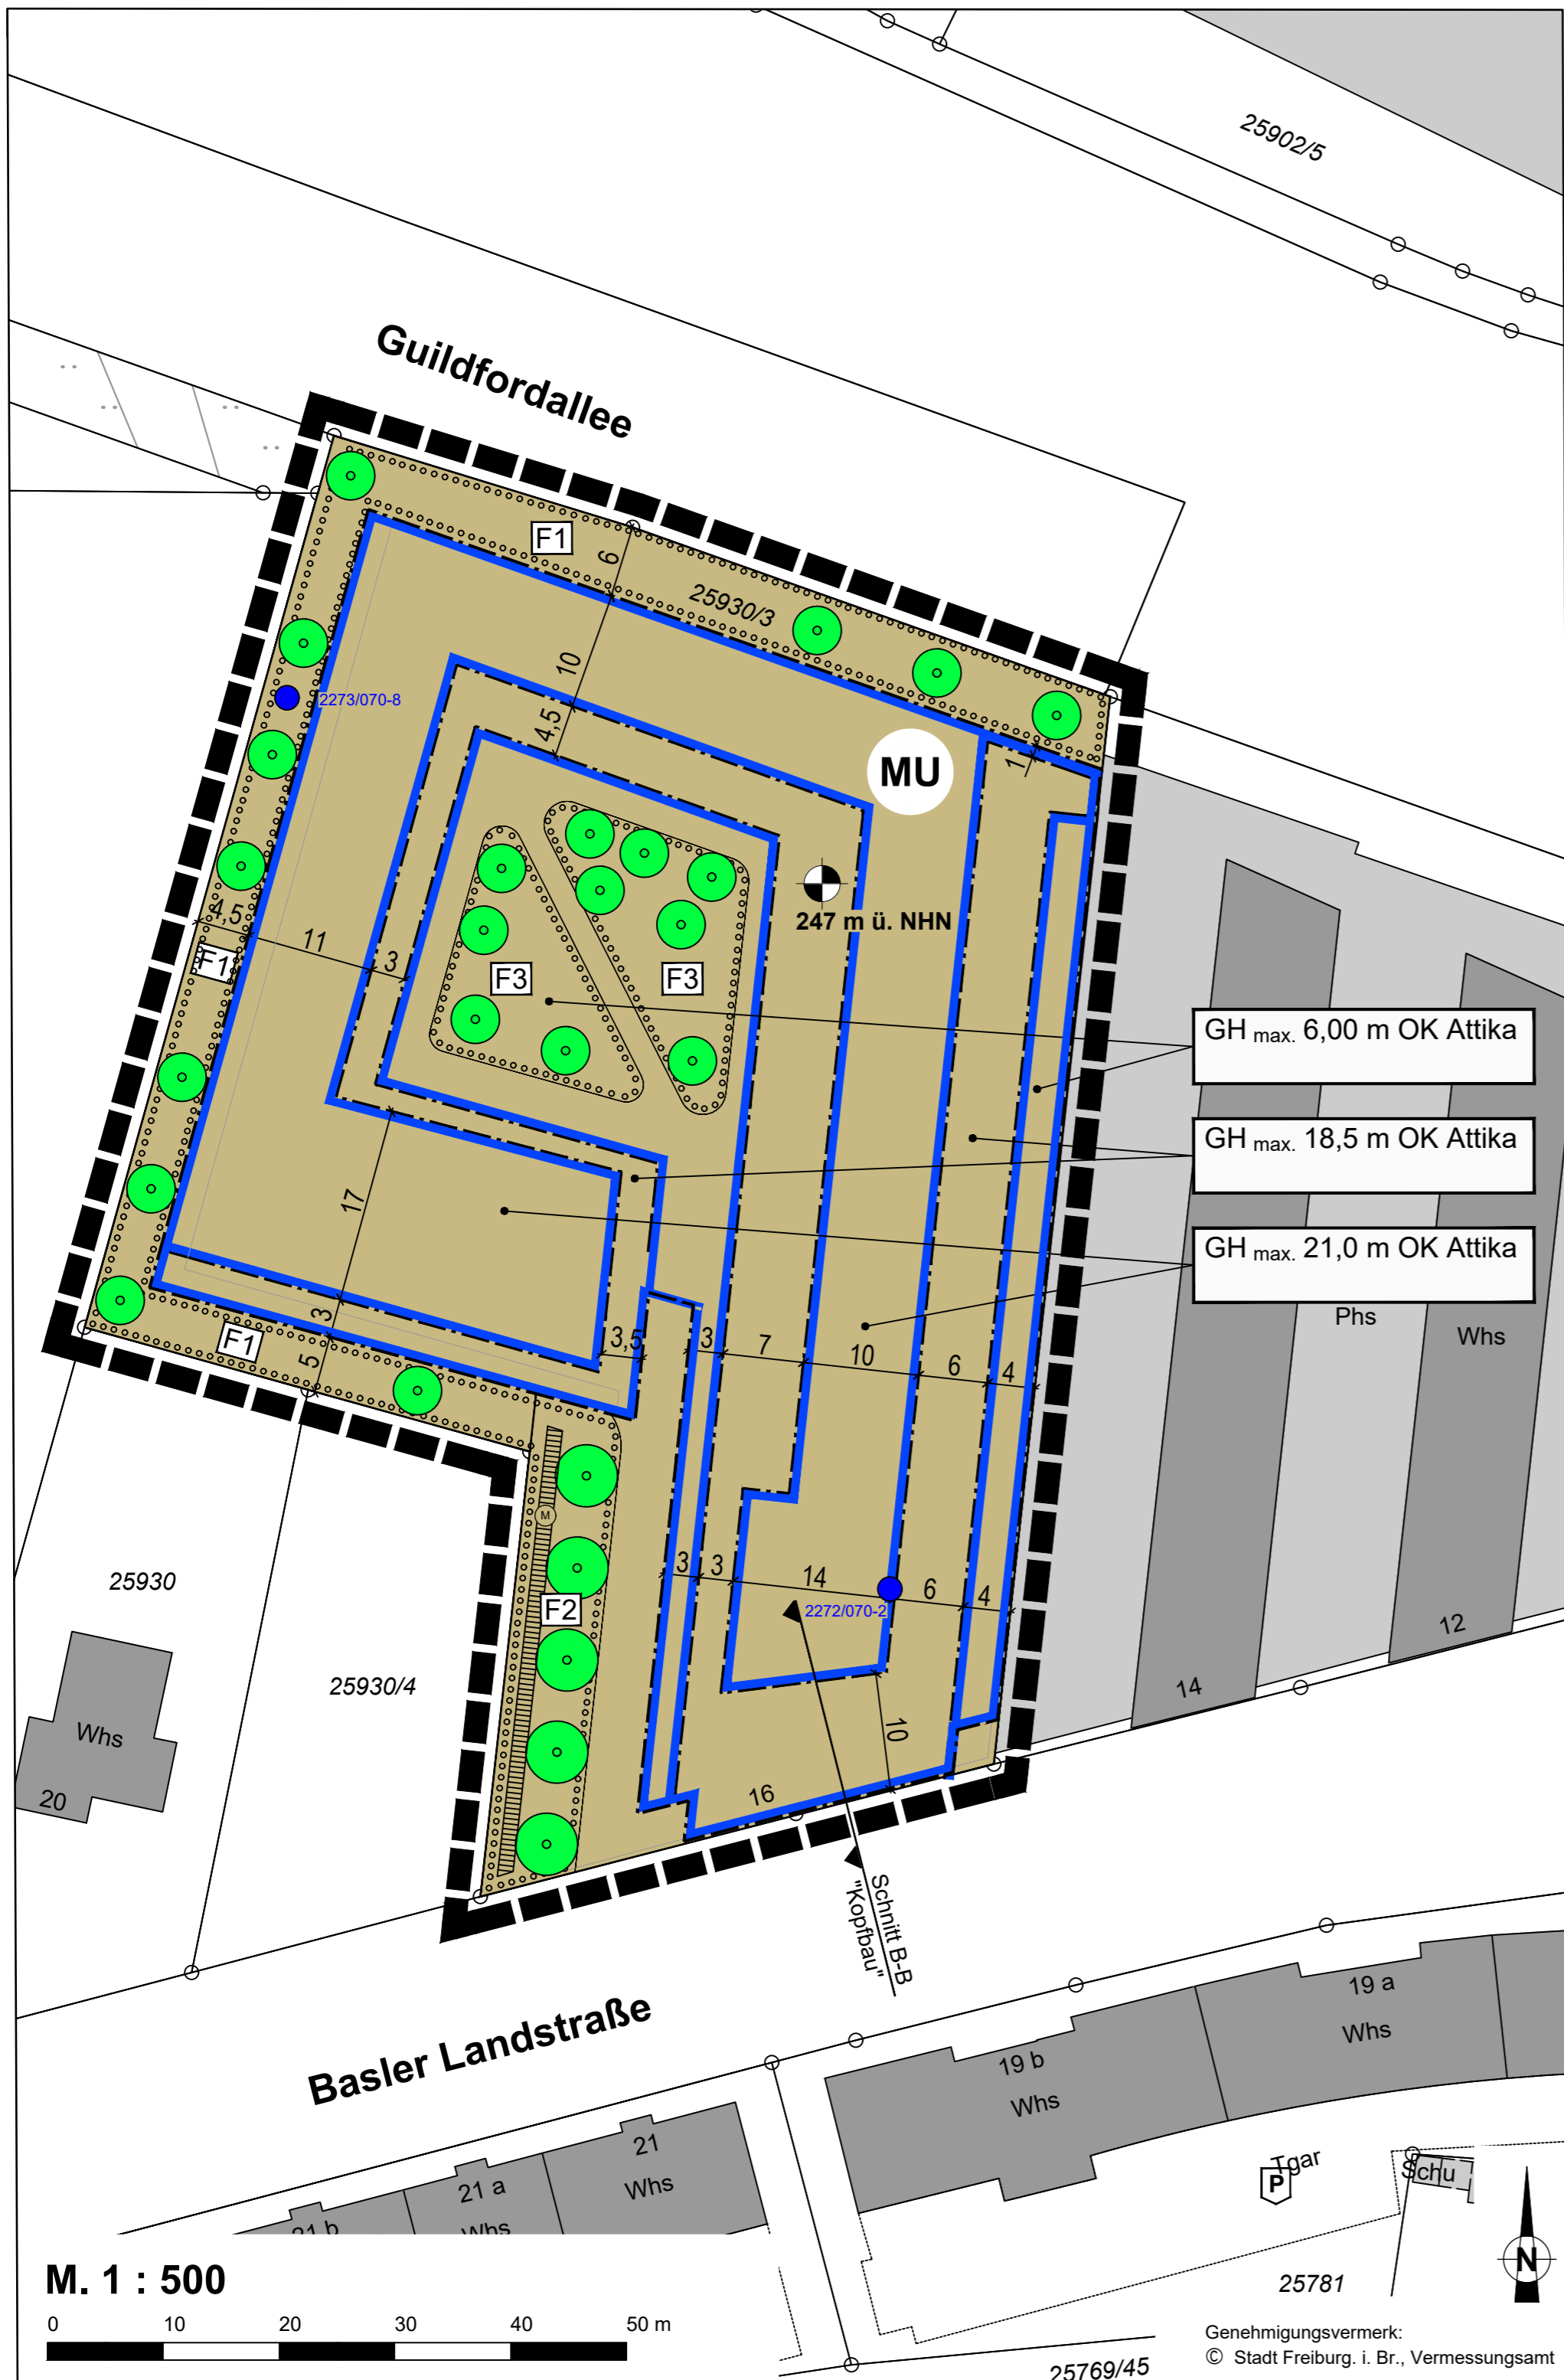 25902/5
Guildfordallee
F1
6
25930/3
10
4,5
MU
1
2273/070-8
247 m ü. NHN
4,5
11
3
F1
F3
F3
GH max. 6,00 m OK Attika
GH max. 18,5 m OK Attika
GH max. 21,0 m OK Attika
17
Phs
Whs
3
F1
5
3,5
3
7
10
6
4
M
25930
3
3
14
6
4
F2
2272/070-2
12
14
25930/4
Whs
20
10
16
Schnitt B-B
"Kopfbau"
19 a
Whs
Basler Landstraße
19 b
Whs
21
Whs
21 a
Whs
21 b
Tgar
P
Schu
N
M. 1 : 500
25781
0 10 20 30 40 50 m
Genehmigungsvermerk:
© Stadt Freiburg. i. Br., Vermessungsamt
25769/45